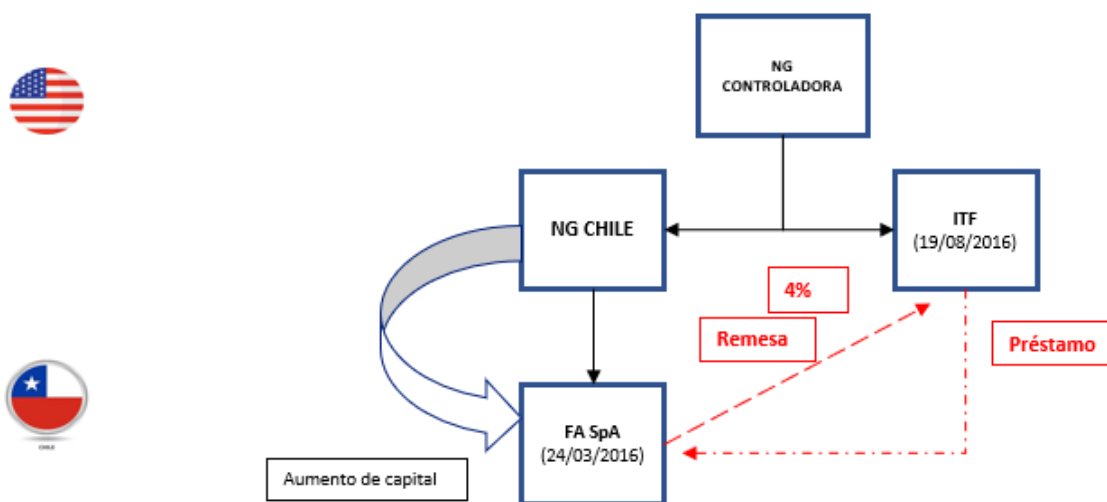 NG
CONTROLADORA
NG CHILE
ITF
(19/08/2016)
4%
Remesa
Préstamo
FA SpA
(24/03/2016)
Aumento de capital
CHILE